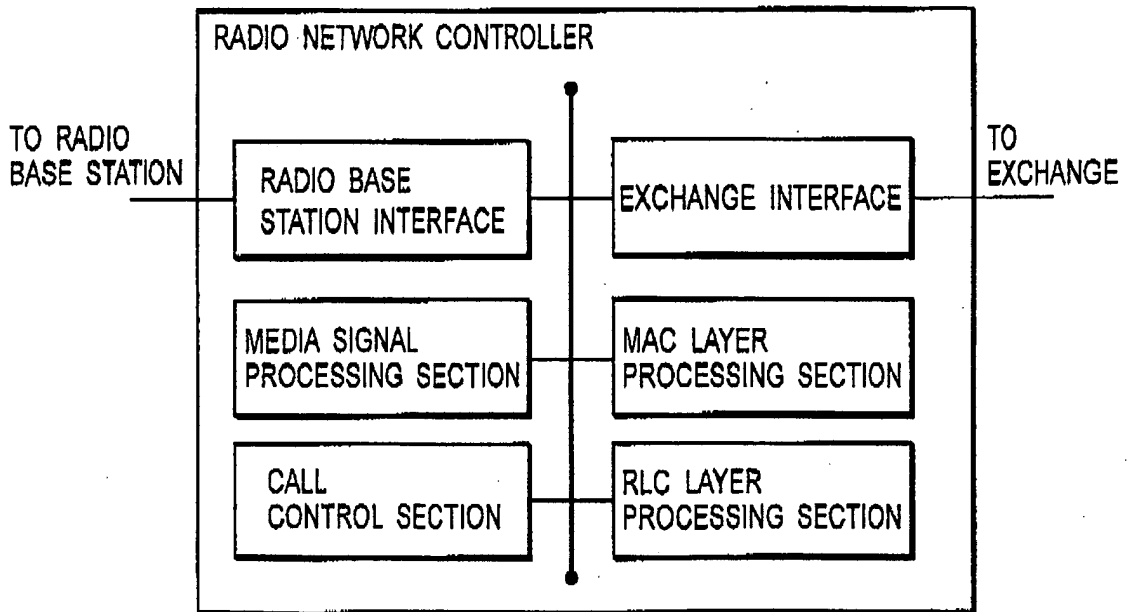 RADIO NETWORK CONTROLLER
TO RADIO
BASE STATION
TO
EXCHANGE
RADIO BASE
STATION INTERFACE
EXCHANGE INTERFACE
MEDIA SIGNAL
PROCESSING SECTION
MAC LAYER
PROCESSING SECTION
CALL
CONTROL SECTION
RLC LAYER
PROCESSING SECTION